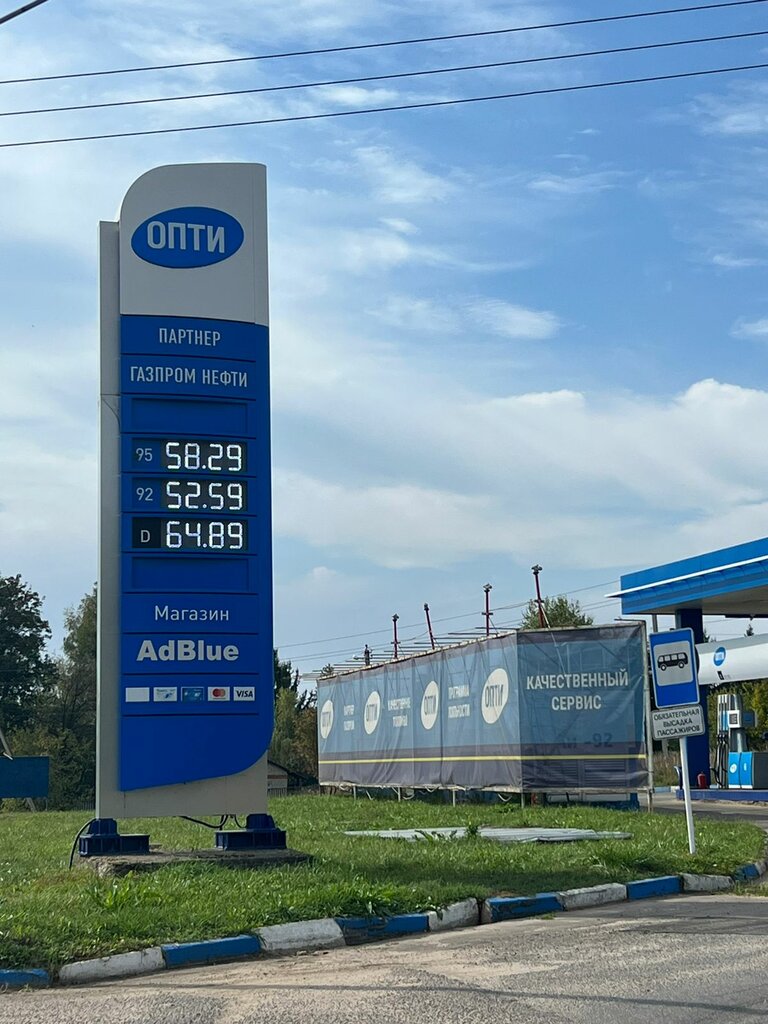 ОПТИ
ПАРТНЕР
ГАЗПРОМ НЕФТИ
95 58.29
92 52.59
D 64.89
Магазин
AdBlue
VISA
ОПТИ
ОПТИ
ОПТИ
КАЧЕСТВЕННЫЙ
СЕРВИС
ОБЯЗАТЕЛЬНАЯ
ВЫСАДКА
ПАССАЖИРОВ